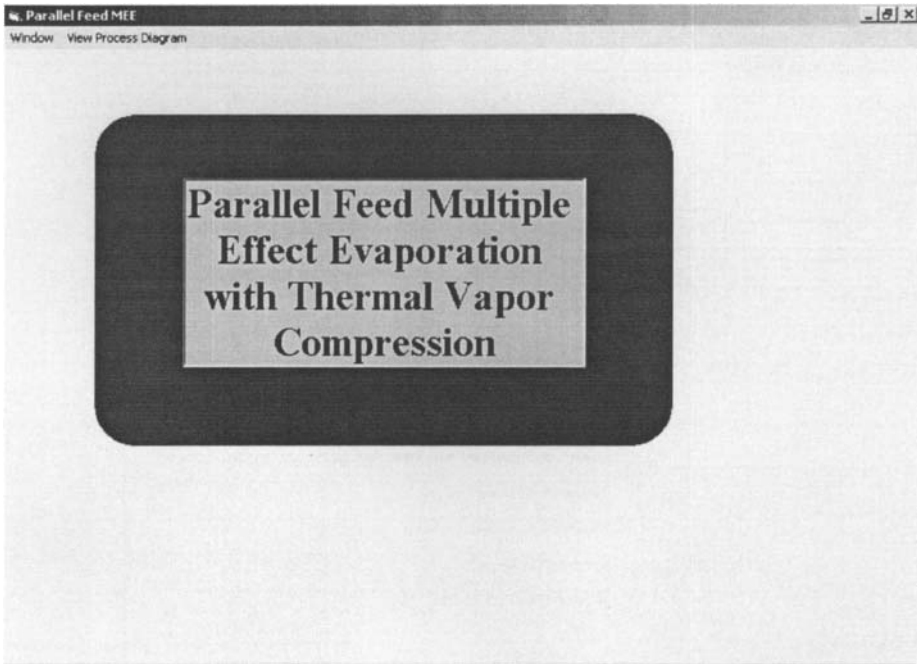 Parallel Feed MEE
Window View Process Diagram
Parallel Feed Multiple
Effect Evaporation
with Thermal Vapor
Compression